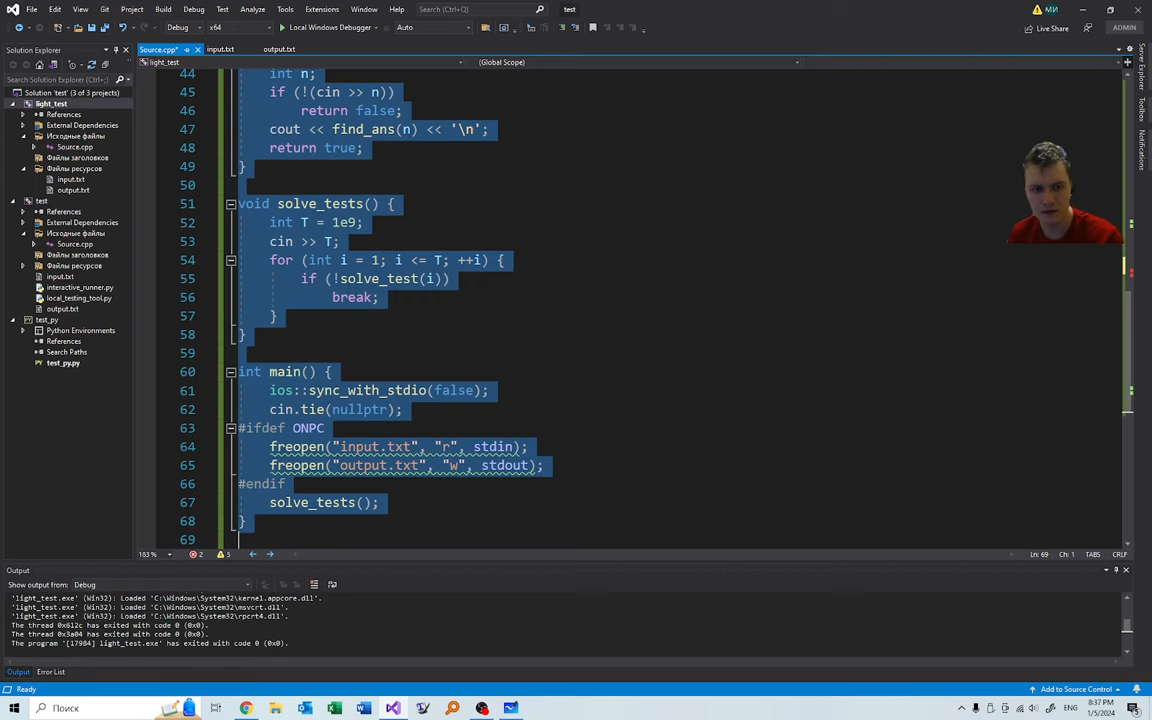 File Edit View Git Project Build Debug Test Analyze Tools Extensions Window Help Search (Ctrl+Q) test МИ
Debug x64 Local Windows Debugger Auto Live Share ADMIN
Solution Explorer
Search Solution Explorer (Ctrl+;)
Solution 'test' (3 of 3 projects)
light_test
References
External Dependencies
Исходные файлы
Source.cpp
Файлы заголовков
Файлы ресурсов
input.txt
output.txt
test
References
External Dependencies
Исходные файлы
Source.cpp
Файлы заголовков
Файлы ресурсов
input.txt
interactive_runner.py
local_testing_tool.py
output.txt
test_py
Python Environments
References
Search Paths
test_py.py
Source.cpp* input.txt output.txt
light_test (Global Scope)
44 int n;
45 if (!(cin >> n))
46 return false;
47 cout << find_ans(n) << '\n';
48 return true;
49 }
50
51 void solve_tests() {
52 int T = 1e9;
53 cin >> T;
54 for (int i = 1; i <= T; ++i) {
55 if (!solve_test(i))
56 break;
57 }
58 }
59
60 int main() {
61 ios::sync_with_stdio(false);
62 cin.tie(nullptr);
63 #ifdef ONPC
64 freopen("input.txt", "r", stdin);
65 freopen("output.txt", "w", stdout);
66 #endif
67 solve_tests();
68 }
69
183 % 2 5 Ln: 69 Ch: 1 TABS CRLF
Server Explorer
Toolbox
Notifications
Output
Show output from: Debug
'light_test.exe' (Win32): Loaded 'C:\Windows\System32\kernel.appcore.dll'.
'light_test.exe' (Win32): Loaded 'C:\Windows\System32\msvcrt.dll'.
'light_test.exe' (Win32): Loaded 'C:\Windows\System32\rpcrt4.dll'.
The thread 0x612c has exited with code 0 (0x0).
The thread 0x3a04 has exited with code 0 (0x0).
The program '[17984] light_test.exe' has exited with code 0 (0x0).
Output Error List
Ready Add to Source Control
Поиск ENG 8:37 PM
1/5/2024 5